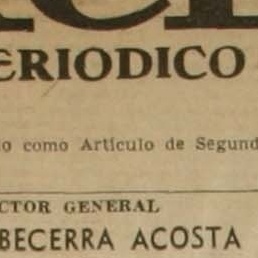 ERIODICO
o como Artículo de Segund
CTOR GENERAL
BECERRA ACOSTA